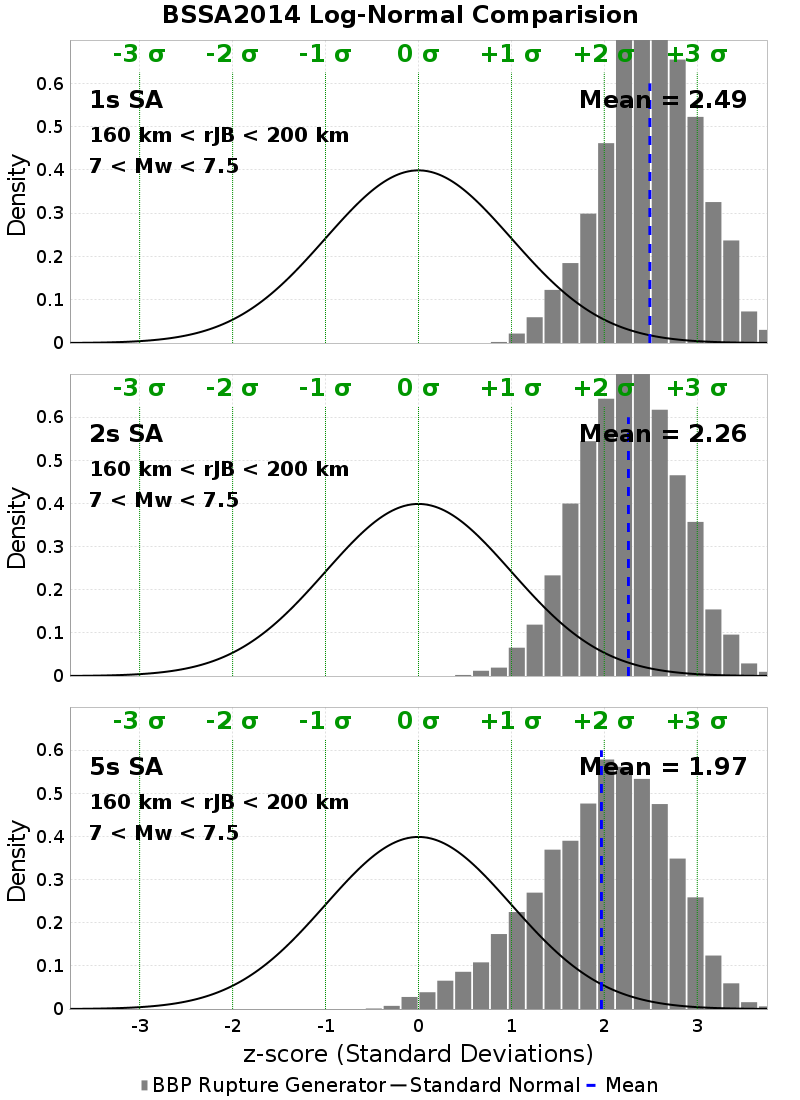 BSSA2014 Log-Normal Comparision
-3 σ -2 σ -1 σ 0 σ +1 σ +2 σ +3 σ
1s SA
Mean = 2.49
160 km < rJB < 200 km
7 < Mw < 7.5
Density
0.6
0.5
0.4
0.3
0.2
0.1
0
-3 σ -2 σ -1 σ 0 σ +1 σ +2 σ +3 σ
2s SA
Mean = 2.26
160 km < rJB < 200 km
7 < Mw < 7.5
Density
0.6
0.5
0.4
0.3
0.2
0.1
0
-3 σ -2 σ -1 σ 0 σ +1 σ +2 σ +3 σ
5s SA
Mean = 1.97
160 km < rJB < 200 km
7 < Mw < 7.5
Density
0.6
0.5
0.4
0.3
0.2
0.1
0
-3 -2 -1 0 1 2 3
z-score (Standard Deviations)
BBP Rupture Generator Standard Normal Mean